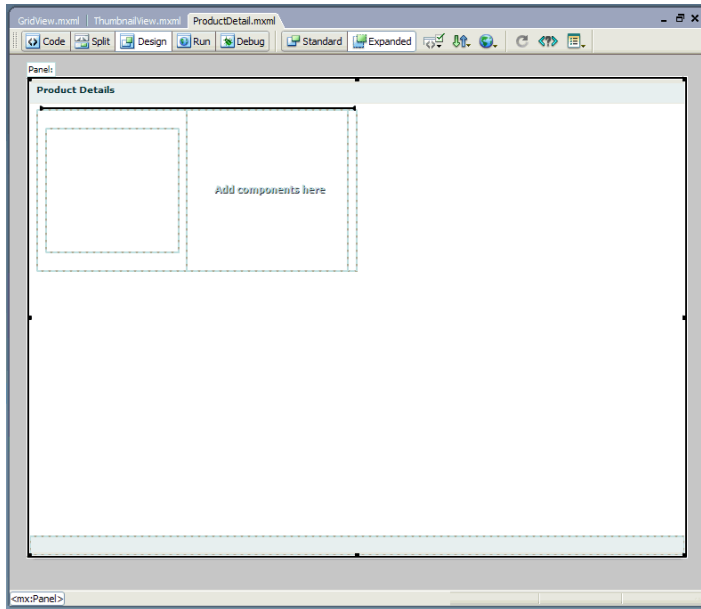 GridView.mxml ThumbnailView.mxml ProductDetail.mxml
Code Split Design Run Debug Standard Expanded
Panel:
Product Details
Add components here
<mx:Panel>